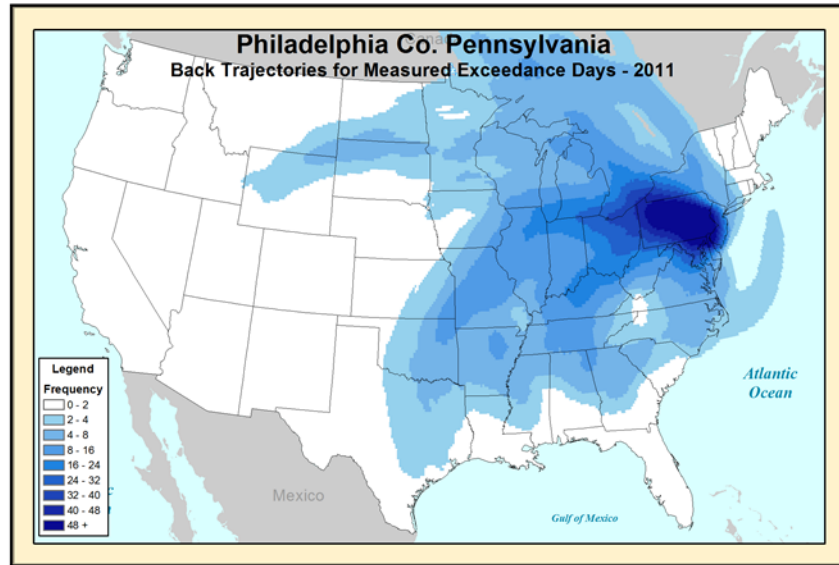 Philadelphia Co. Pennsylvania
Back Trajectories for Measured Exceedance Days - 2011
Legend
Frequency
0 - 2
2 - 4
4 - 8
8 - 16
16 - 24
24 - 32
32 - 40
40 - 48
48 +
Atlantic
Ocean
Mexico
Gulf of Mexico